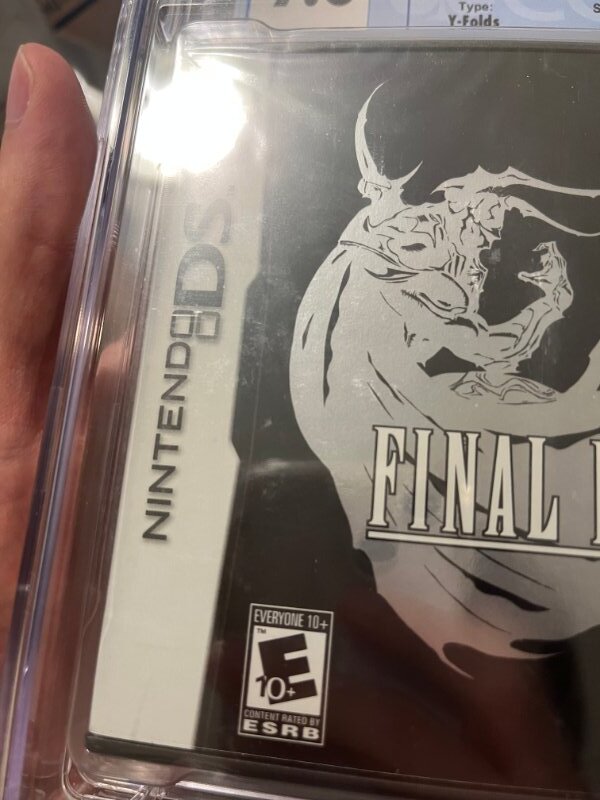 Type:
Y-Folds
NINTENDO DS
FINAL
EVERYONE 10+
E
10+
CONTENT RATED BY
ESRB